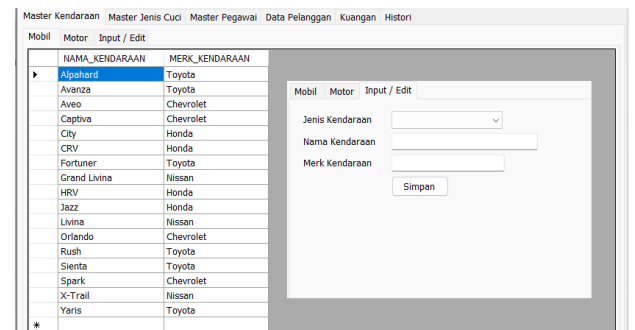 Master Kendaraan Master Jenis Cuci Master Pegawai Data Pelanggan Kuangan Histori
Mobil Motor Input / Edit
NAMA_KENDARAAN MERK_KENDARAAN
Alpahard Toyota
Avanza Toyota
Aveo Chevrolet
Captiva Chevrolet
City Honda
CRV Honda
Fortuner Toyota
Grand Livina Nissan
HRV Honda
Jazz Honda
Livina Nissan
Orlando Chevrolet
Rush Toyota
Sienta Toyota
Spark Chevrolet
X-Trail Nissan
Yaris Toyota
Mobil Motor Input / Edit
Jenis Kendaraan
Nama Kendaraan
Merk Kendaraan
Simpan